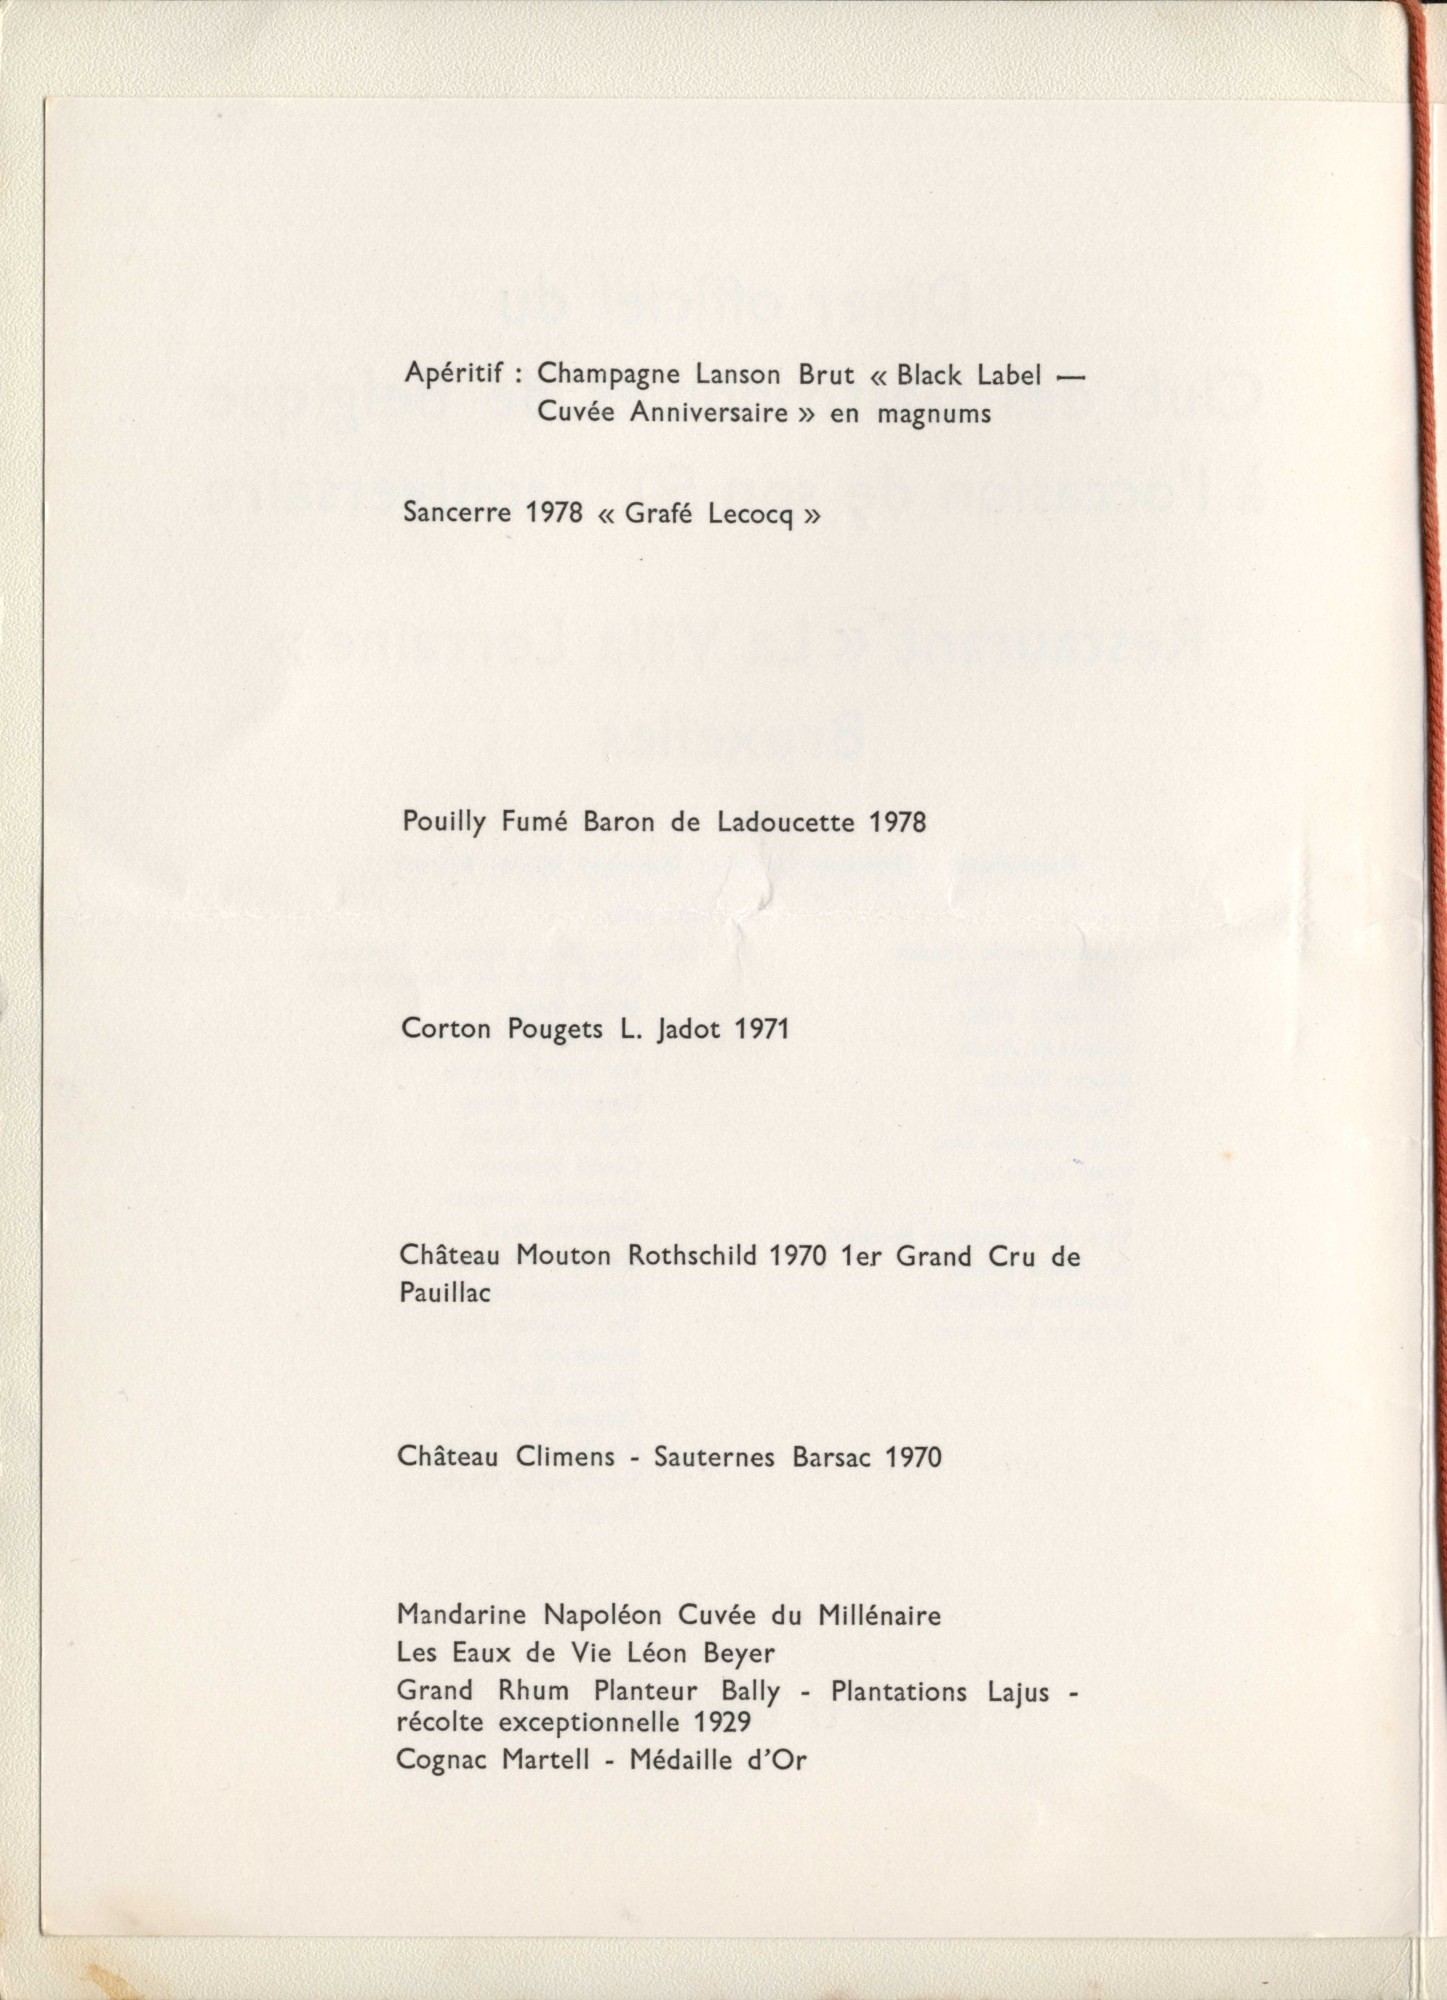 Apéritif : Champagne Lanson Brut « Black Label —
Cuvée Anniversaire » en magnums
Sancerre 1978 « Grafé Lecocq »
Pouilly Fumé Baron de Ladoucette 1978
Corton Pougets L. Jadot 1971
Château Mouton Rothschild 1970 1er Grand Cru de
Pauillac
Château Climens - Sauternes Barsac 1970
Mandarine Napoléon Cuvée du Millénaire
Les Eaux de Vie Léon Beyer
Grand Rhum Planteur Bally - Plantations Lajus -
récolte exceptionnelle 1929
Cognac Martell - Médaille d'Or